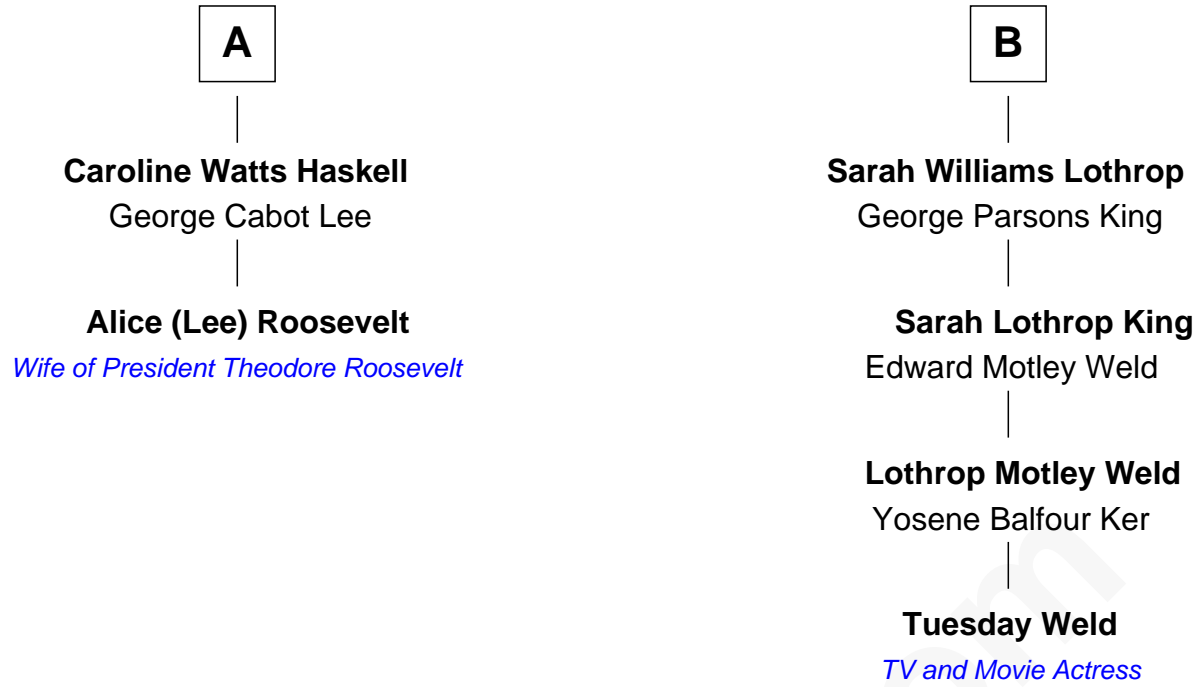 A
Caroline Watts Haskell
George Cabot Lee
Alice (Lee) Roosevelt
Wife of President Theodore Roosevelt
B
Sarah Williams Lothrop
George Parsons King
Sarah Lothrop King
Edward Motley Weld
Lothrop Motley Weld
Yosene Balfour Ker
Tuesday Weld
TV and Movie Actress